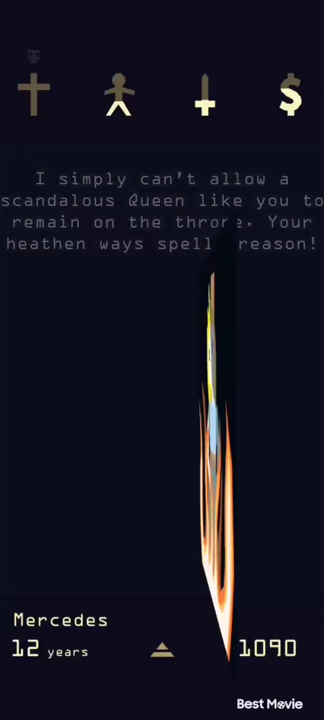 I simply can't allow a
scandalous Queen like you to
remain on the throne. Your
heathen ways spell reason!
Mercedes
12 years
1090
Best Movie